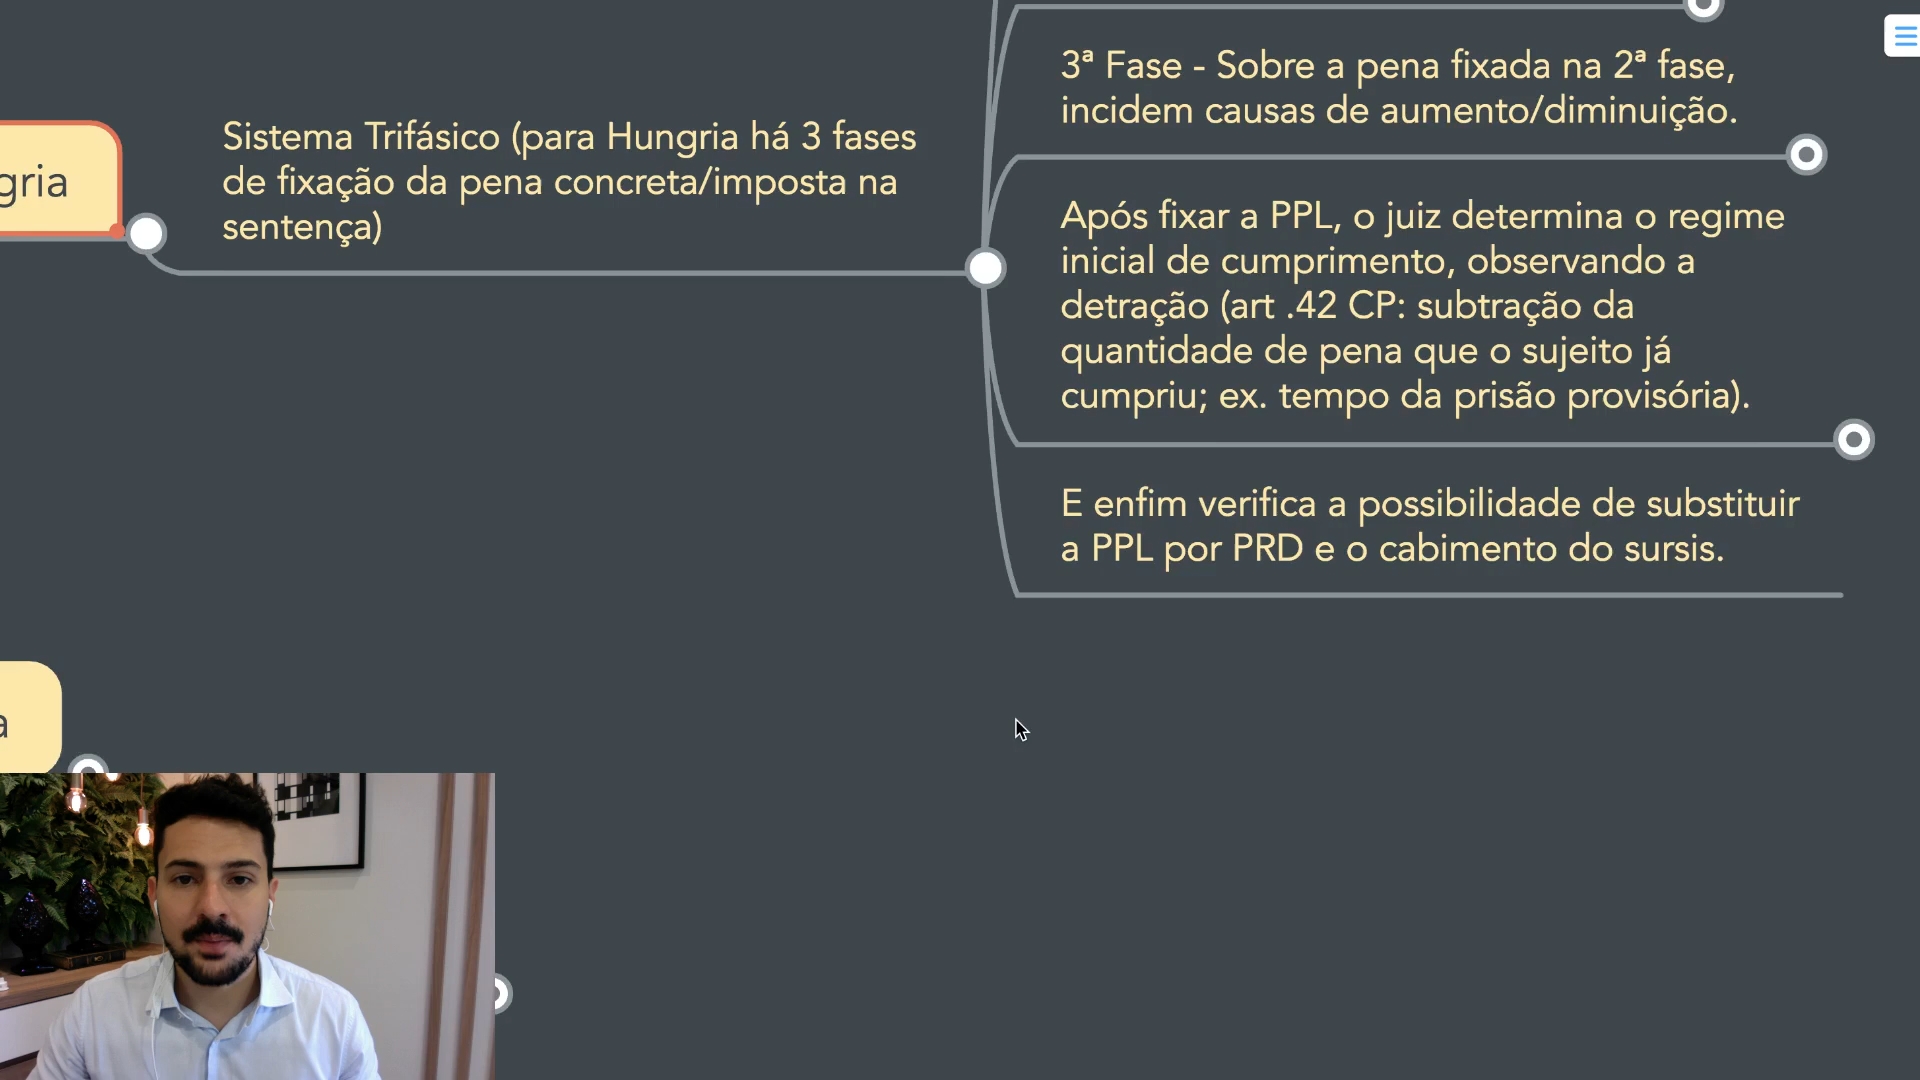 gria
Sistema Trifásico (para Hungria há 3 fases
de fixação da pena concreta/imposta na
sentença)
3ª Fase - Sobre a pena fixada na 2ª fase,
incidem causas de aumento/diminuição.
Após fixar a PPL, o juiz determina o regime
inicial de cumprimento, observando a
detração (art .42 CP: subtração da
quantidade de pena que o sujeito já
cumpriu; ex. tempo da prisão provisória).
E enfim verifica a possibilidade de substituir
a PPL por PRD e o cabimento do sursis.
a